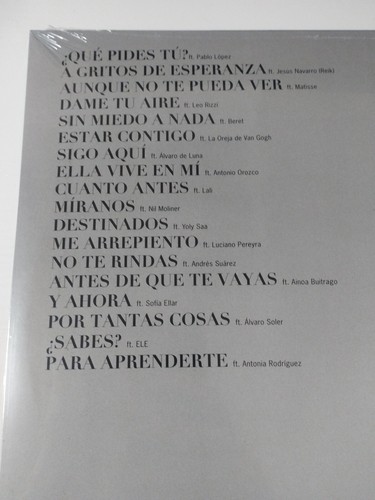 ¿QUÉ PIDES TÚ? ft. Pablo López
A GRITOS DE ESPERANZA ft. Jesús Navarro (Reik)
AUNQUE NO TE PUEDA VER ft. Matisse
DAME TU AIRE ft. Leo Rizzi
SIN MIEDO A NADA ft. Beret
ESTAR CONTIGO ft. La Oreja de Van Gogh
SIGO AQUÍ ft. Álvaro de Luna
ELLA VIVE EN MÍ ft. Antonio Orozco
CUANTO ANTES ft. Lali
MÍRANOS ft. Nil Moliner
DESTINADOS ft. Yoly Saa
ME ARREPIENTO ft. Luciano Pereyra
NO TE RINDAS ft. Andrés Suárez
ANTES DE QUE TE VAYAS ft. Ainoa Buitrago
Y AHORA ft. Sofía Ellar
POR TANTAS COSAS ft. Álvaro Soler
¿SABES? ft. ELE
PARA APRENDERTE ft. Antonia Rodríguez